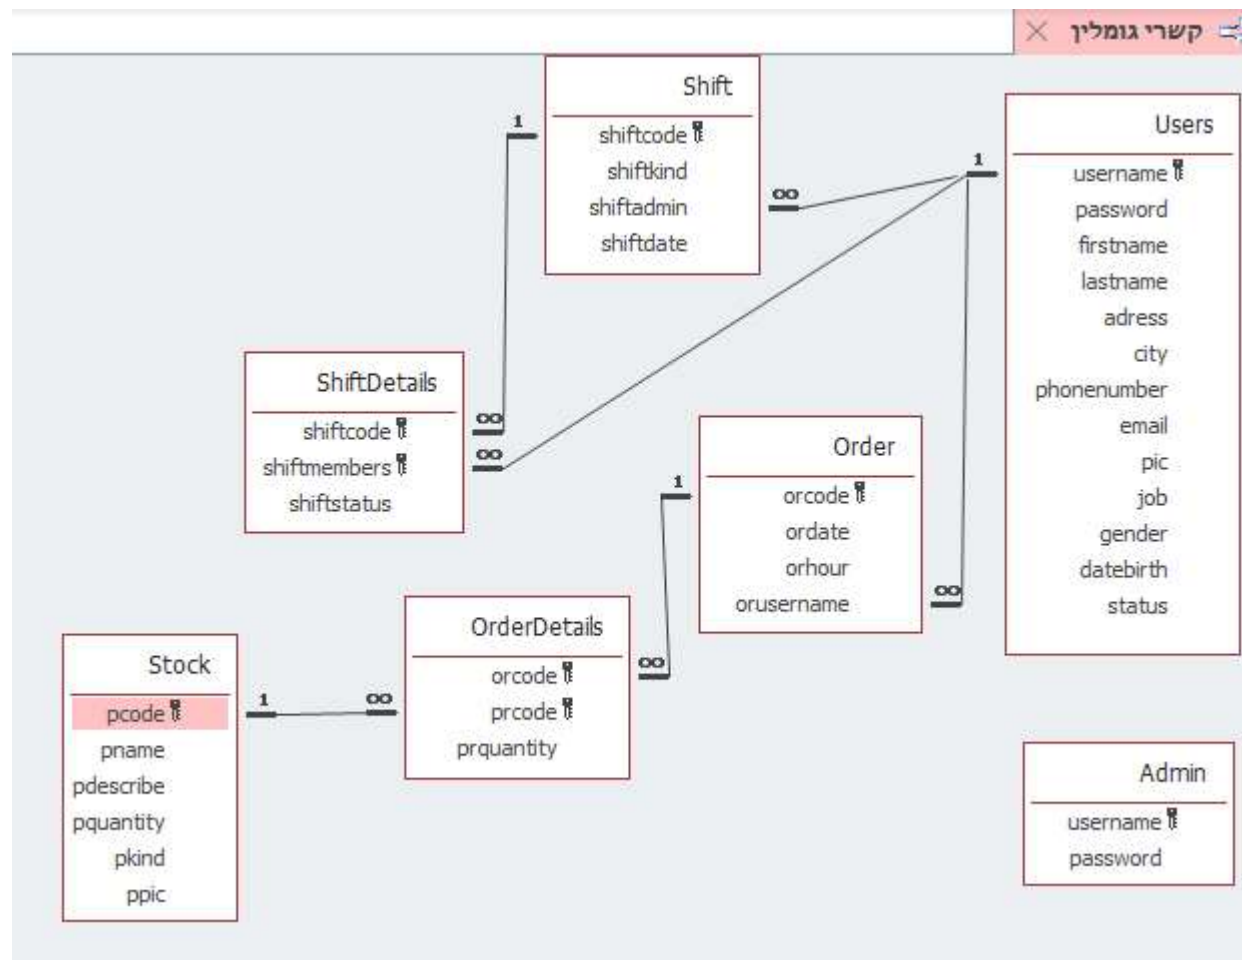 קשרי גומלין
Shift
shiftcode
shiftkind
shiftadmin
shiftdate
Users
username
password
firstname
lastname
adress
city
phonenumber
email
pic
job
gender
datebirth
status
ShiftDetails
shiftcode
shiftmembers
shiftstatus
Order
orcode
ordate
orhour
orusername
OrderDetails
orcode
prcode
prquantity
Stock
pcode
pname
pdescribe
pquantity
pkind
ppic
Admin
username
password
1
∞
1
∞
∞
1
∞
1
∞